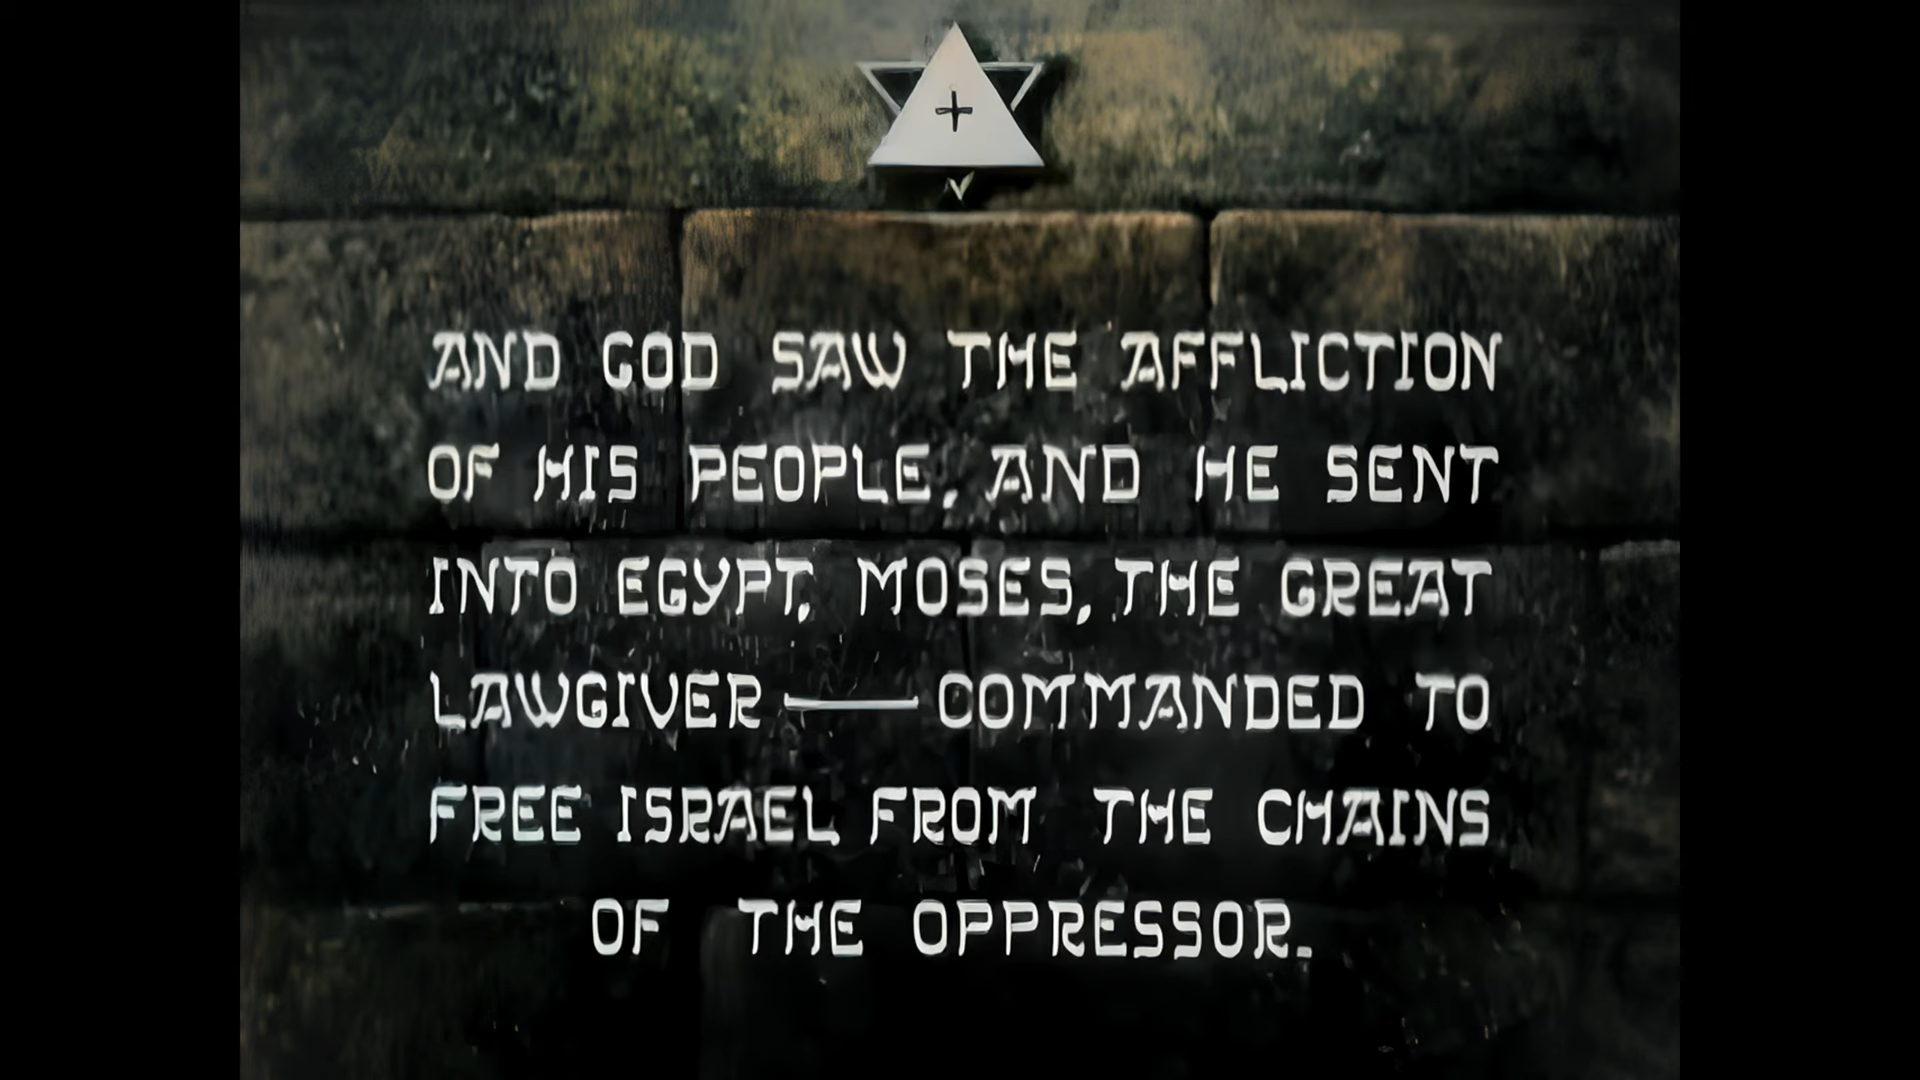 AND GOD SAW THE AFFLICTION
OF HIS PEOPLE, AND HE SENT
INTO EGYPT, MOSES, THE GREAT
LAWGIVER — COMMANDED TO
FREE ISRAEL FROM THE CHAINS
OF THE OPPRESSOR.